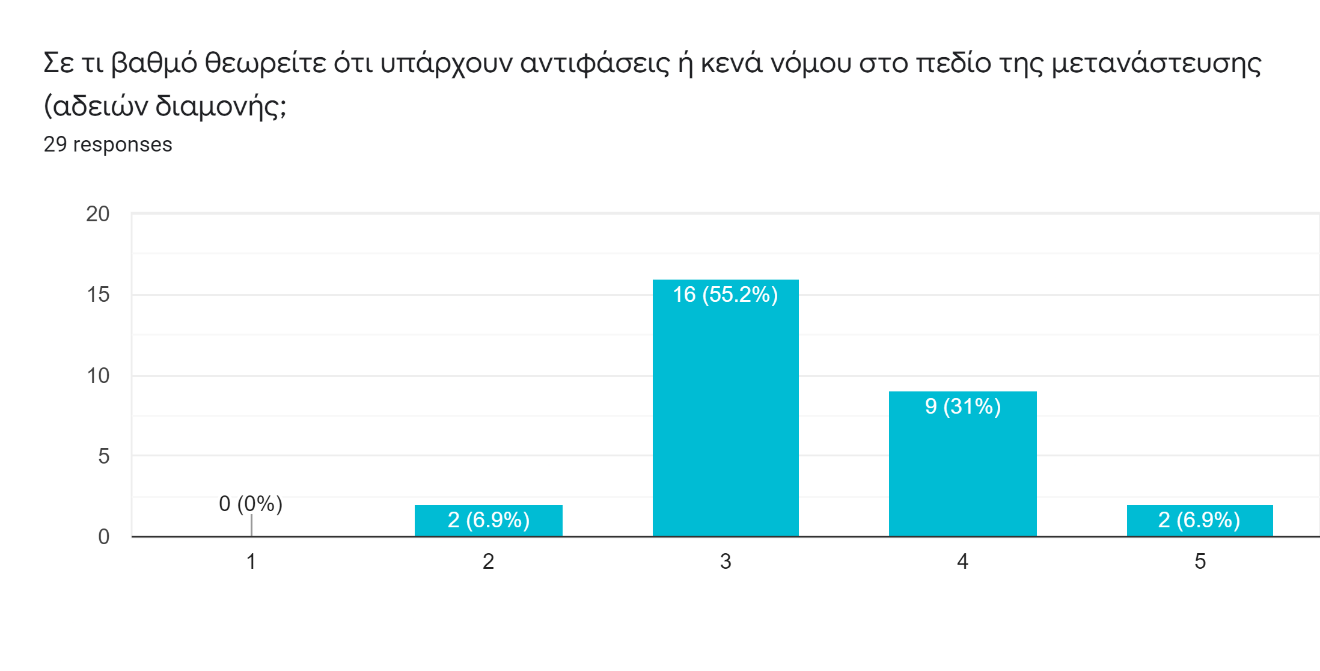 Σε τι βαθμό θεωρείτε ότι υπάρχουν αντιφάσεις ή κενά νόμου στο πεδίο της μετανάστευσης
(αδειών διαμονής;
29 responses
20
15
10
5
0
0 (0%)
2 (6.9%)
16 (55.2%)
9 (31%)
2 (6.9%)
1 2 3 4 5